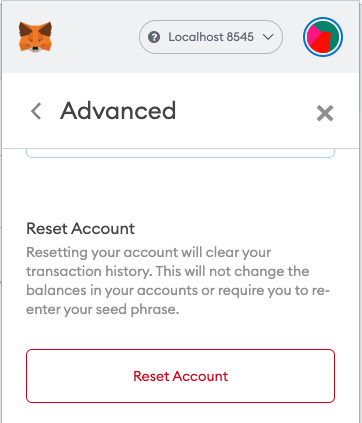 Localhost 8545
Advanced
Reset Account
Resetting your account will clear your
transaction history. This will not change the
balances in your accounts or require you to re-
enter your seed phrase.
Reset Account